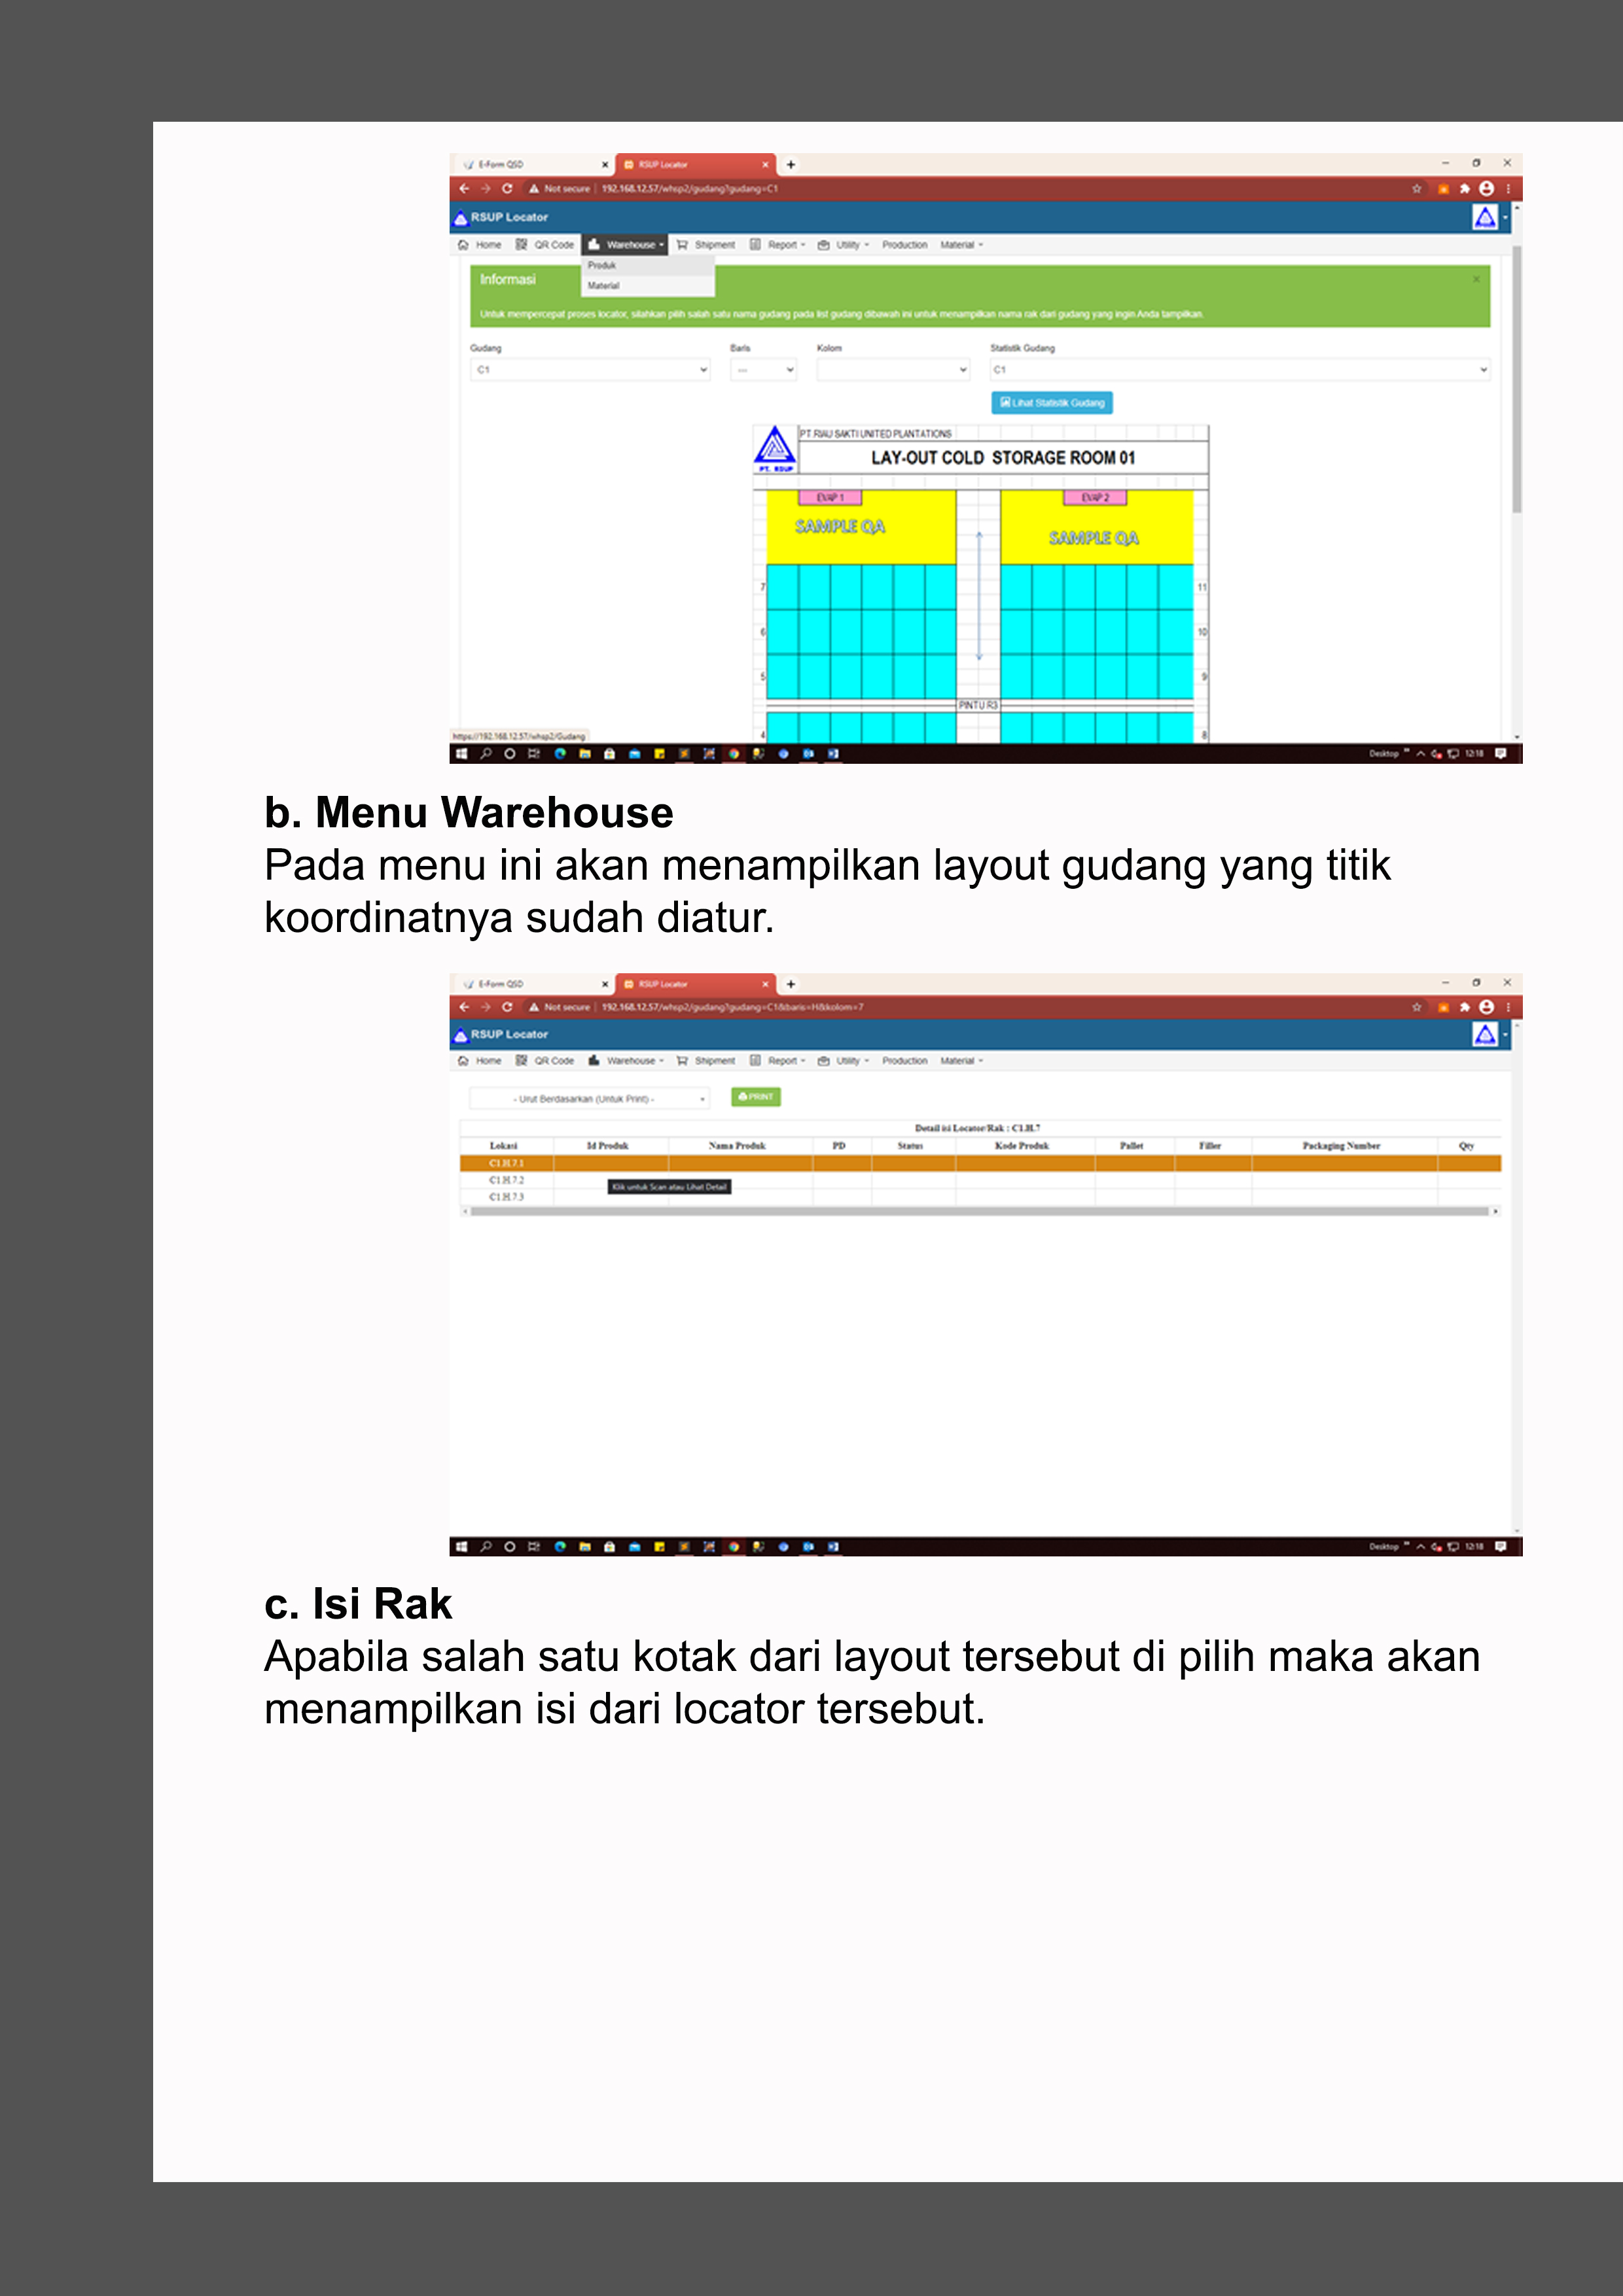 E-Form QSD
RSUP Locator
Not secure | 192.168.12.57/whsp2/gudang?gudang=C1
RSUP Locator
Home QR Code Warehouse Shipment Report Utility Production Material
Produk
Material
Informasi
Untuk mempercepat proses locator, silahkan pilih salah satu nama gudang pada list gudang dibawah ini untuk menampilkan nama rak dari gudang yang ingin Anda tampilkan.
Gudang Baris Kolom Statistik Gudang
C1 --- C1
Lihat Statistik Gudang
PT.RIAU SAKTI UNITED PLANTATIONS
PT. RSUP
LAY-OUT COLD STORAGE ROOM 01
EVAP 1 EVAP 2
SAMPLE QA SAMPLE QA
7 11
6 10
5 9
PINTU R3
4 8
https://192.168.12.57/whsp2/Gudang
Desktop 12:18
b. Menu Warehouse
Pada menu ini akan menampilkan layout gudang yang titik
koordinatnya sudah diatur.
E-Form QSD
RSUP Locator
Not secure | 192.168.12.57/whsp2/gudang?gudang=C1&baris=H&kolom=7
RSUP Locator
Home QR Code Warehouse Shipment Report Utility Production Material
- Urut Berdasarkan (Untuk Print) - PRINT
Detail isi Locator/Rak : C1.H.7
Lokasi Id Produk Nama Produk PD Status Kode Produk Pallet Filler Packaging Number Qty
C1.H.7.1
C1.H.7.2
Klik untuk Scan atau Lihat Detail
C1.H.7.3
Desktop 12:18
c. Isi Rak
Apabila salah satu kotak dari layout tersebut di pilih maka akan
menampilkan isi dari locator tersebut.